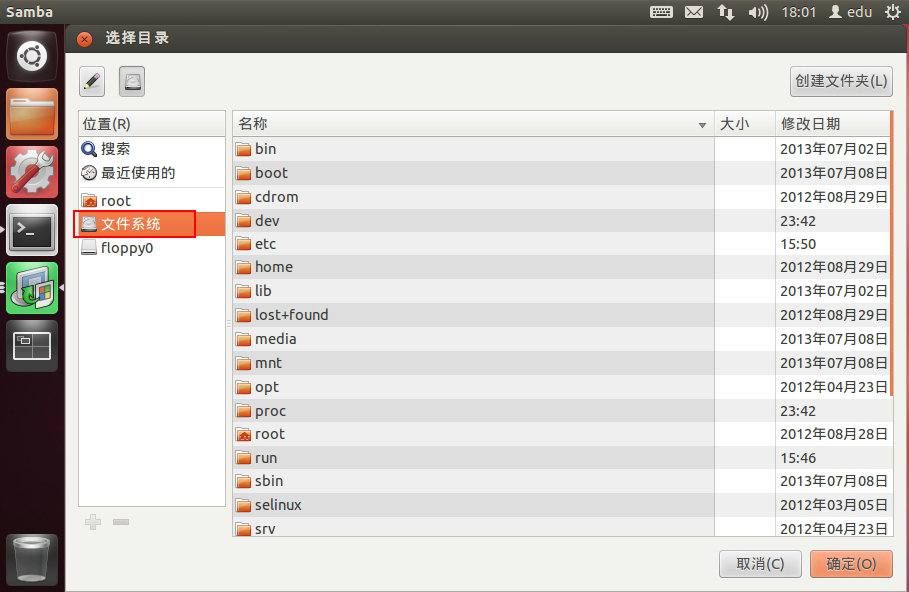 Samba
18:01 edu
选择目录
创建文件夹(L)
位置(R)
搜索
最近使用的
root
文件系统
floppy0
名称 大小 修改日期
bin 2013年07月02日
boot 2013年07月08日
cdrom 2012年08月29日
dev 23:42
etc 15:50
home 2012年08月29日
lib 2013年07月02日
lost+found 2012年08月29日
media 2013年07月08日
mnt 2013年07月08日
opt 2012年04月23日
proc 23:42
root 2012年08月28日
run 15:46
sbin 2013年07月08日
selinux 2012年03月05日
srv 2012年04月23日
取消(C) 确定(O)